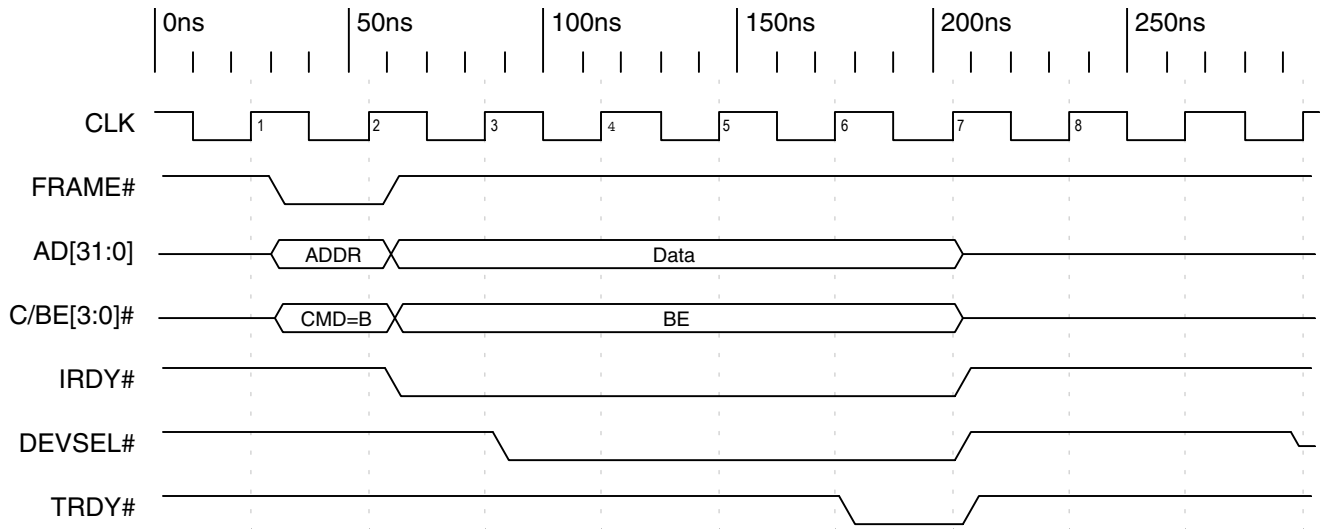 0ns 50ns 100ns 150ns 200ns 250ns
CLK 1 2 3 4 5 6 7 8
FRAME#
AD[31:0] ADDR Data
C/BE[3:0]# CMD=B BE
IRDY#
DEVSEL#
TRDY#